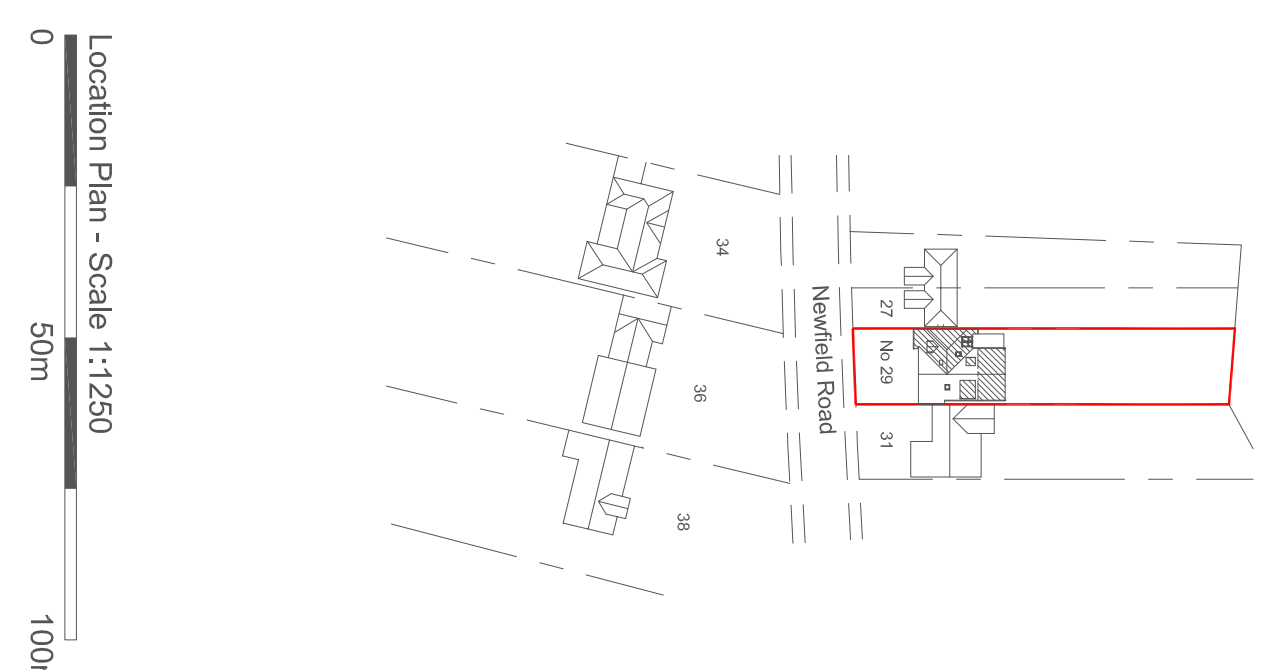 Location Plan - Scale 1:1250
0
50m
100m
Newfield Road
27
No 29
31
34
36
38